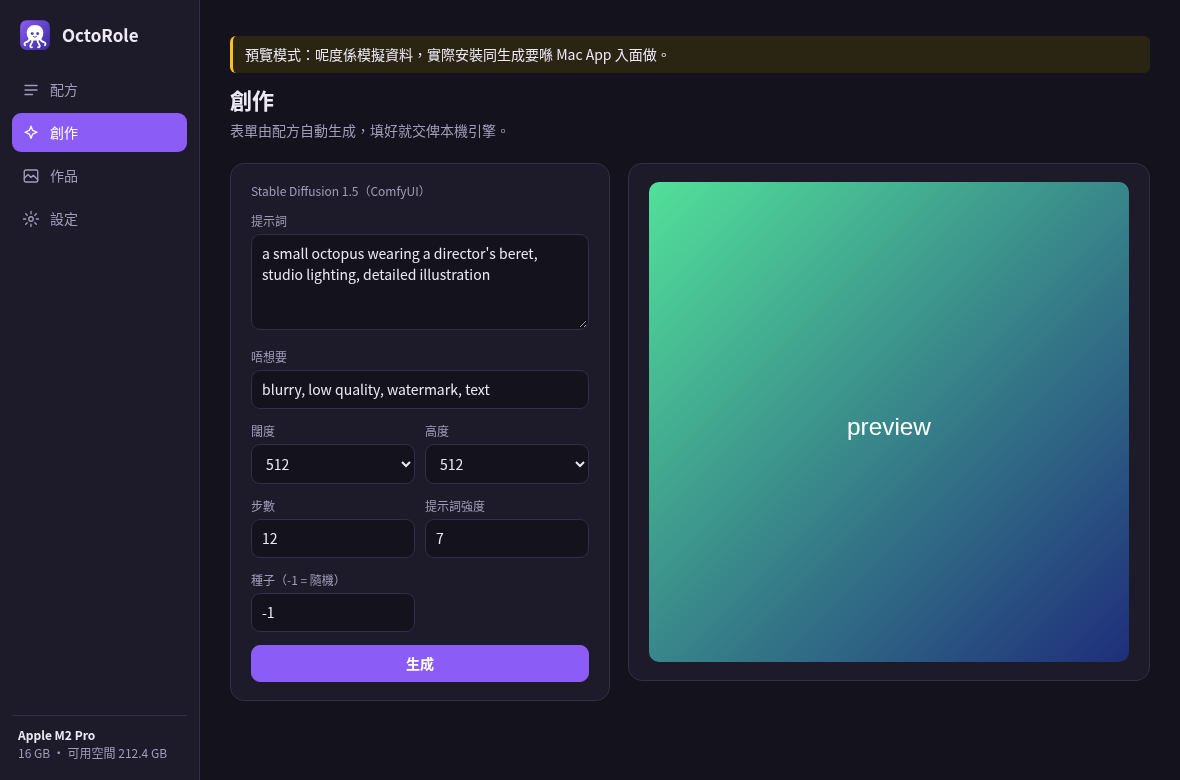 OctoRole
配方
創作
作品
設定
Apple M2 Pro
16 GB · 可用空間 212.4 GB
預覽模式：呢度係模擬資料，實際安裝同生成要喺 Mac App 入面做。
創作
表單由配方自動生成，填好就交俾本機引擎。
Stable Diffusion 1.5（ComfyUI）
提示詞
a small octopus wearing a director's beret,
studio lighting, detailed illustration
唔想要
blurry, low quality, watermark, text
闊度
高度
512
512
步數
提示詞強度
12
7
種子（-1 = 隨機）
-1
生成
preview